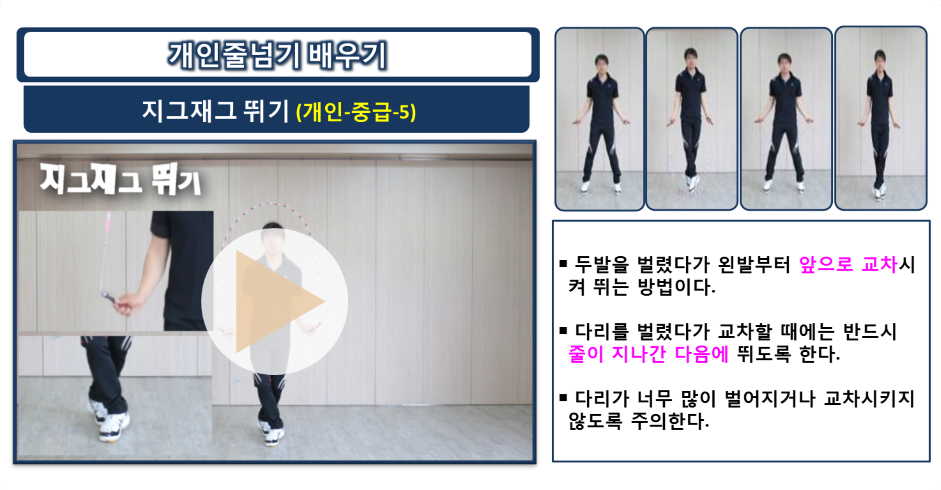 개인줄넘기 배우기
지그재그 뛰기 (개인-중급-5)
지그재그 뛰기
▪ 두발을 벌렸다가 왼발부터 앞으로 교차시
켜 뛰는 방법이다.
▪ 다리를 벌렸다가 교차할 때에는 반드시
줄이 지나간 다음에 뛰도록 한다.
▪ 다리가 너무 많이 벌어지거나 교차시키지
않도록 주의한다.